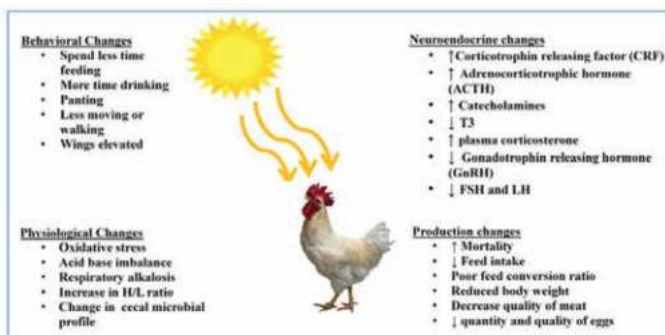 Behavioral Changes
• Spend less time
feeding
• More time drinking
• Panting
• Less moving or
walking
• Wings elevated
Neuroendocrine changes
• ↑Corticotrophin releasing factor (CRF)
• ↑ Adrenocorticotrophic hormone
(ACTH)
• ↑ Catecholamines
• ↓ T3
• ↑ plasma corticosterone
• ↓ Gonadotrophin releasing hormone
(GnRH)
• ↓ FSH and LH
Physiological Changes
• Oxidative stress
• Acid base imbalance
• Respiratory alkalosis
• Increase in H/L ratio
• Change in cecal microbial
profile
Production changes
• ↑ Mortality
• ↓ Feed intake
• Poor feed conversion ratio
• Reduced body weight
• Decrease quality of meat
• ↓ quantity and quality of eggs